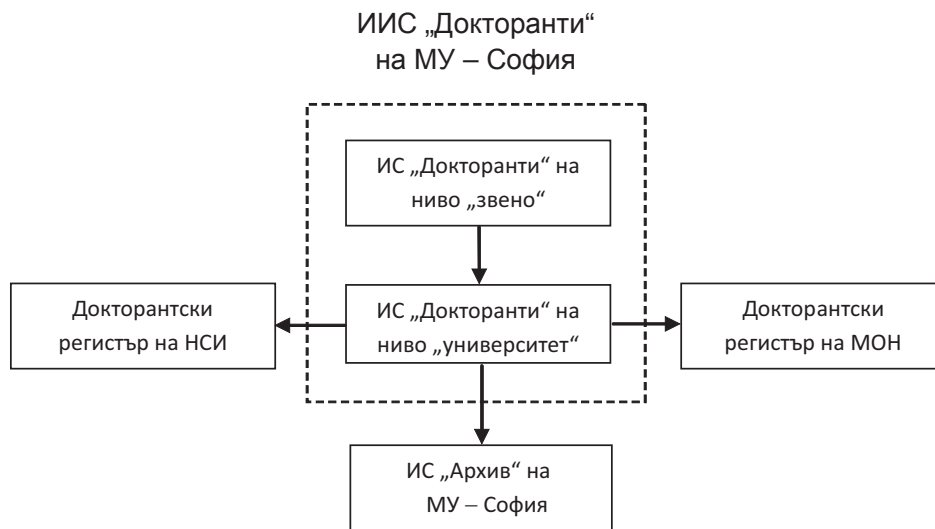 ИИС „Докторанти“
на МУ – София
ИС „Докторанти“ на
ниво „звено“
Докторантски
регистър на НСИ
ИС „Докторанти“ на
ниво „университет“
Докторантски
регистър на МОН
ИС „Архив“ на
МУ – София